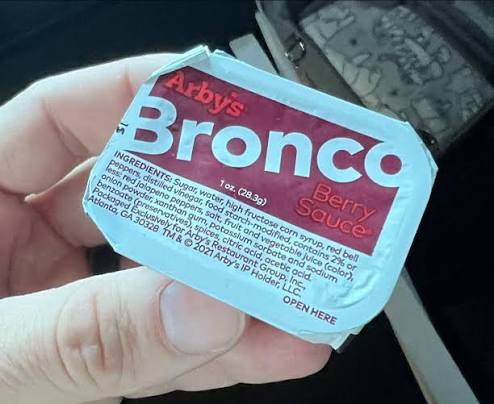 Arby's
Bronco
Berry
Sauce
1 oz. (28.3g)
INGREDIENTS: Sugar, water, high fructose corn syrup, red bell
peppers, distilled vinegar, food starch-modified, contains 2% or
less: red jalapeno peppers, salt, fruit and vegetable juice (color),
onion powder, xanthan gum, potassium sorbate and sodium
benzoate (preservatives), spices, citric acid, acetic acid.
Packaged Exclusively for Arby's Restaurant Group, Inc.
Atlanta, GA 30328 TM & © 2021 Arby's IP Holder, LLC
OPEN HERE